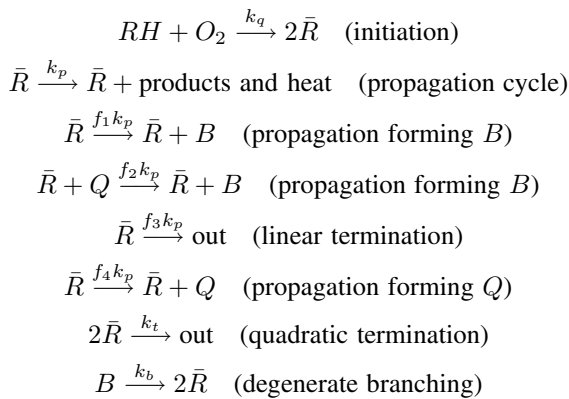 $RH + O_2 \xrightarrow{k_q} 2\bar{R}$ (initiation)
$\bar{R} \xrightarrow{k_p} \bar{R} +$ products and heat (propagation cycle)
$\bar{R} \xrightarrow{f_1 k_p} \bar{R} + B$ (propagation forming $B$)
$\bar{R} + Q \xrightarrow{f_2 k_p} \bar{R} + B$ (propagation forming $B$)
$\bar{R} \xrightarrow{f_3 k_p}$ out (linear termination)
$\bar{R} \xrightarrow{f_4 k_p} \bar{R} + Q$ (propagation forming $Q$)
$2\bar{R} \xrightarrow{k_t}$ out (quadratic termination)
$B \xrightarrow{k_b} 2\bar{R}$ (degenerate branching)